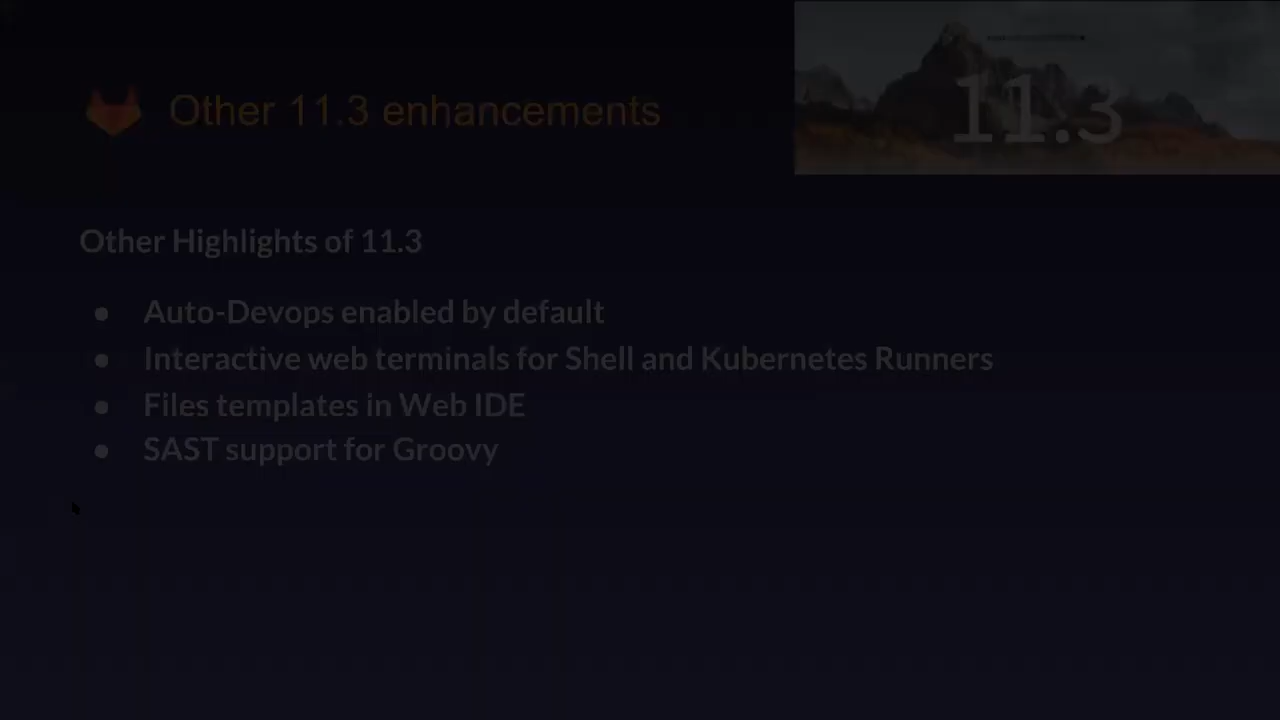 Other 11.3 enhancements
11.3
Other Highlights of 11.3
● Auto-Devops enabled by default
● Interactive web terminals for Shell and Kubernetes Runners
● Files templates in Web IDE
● SAST support for Groovy